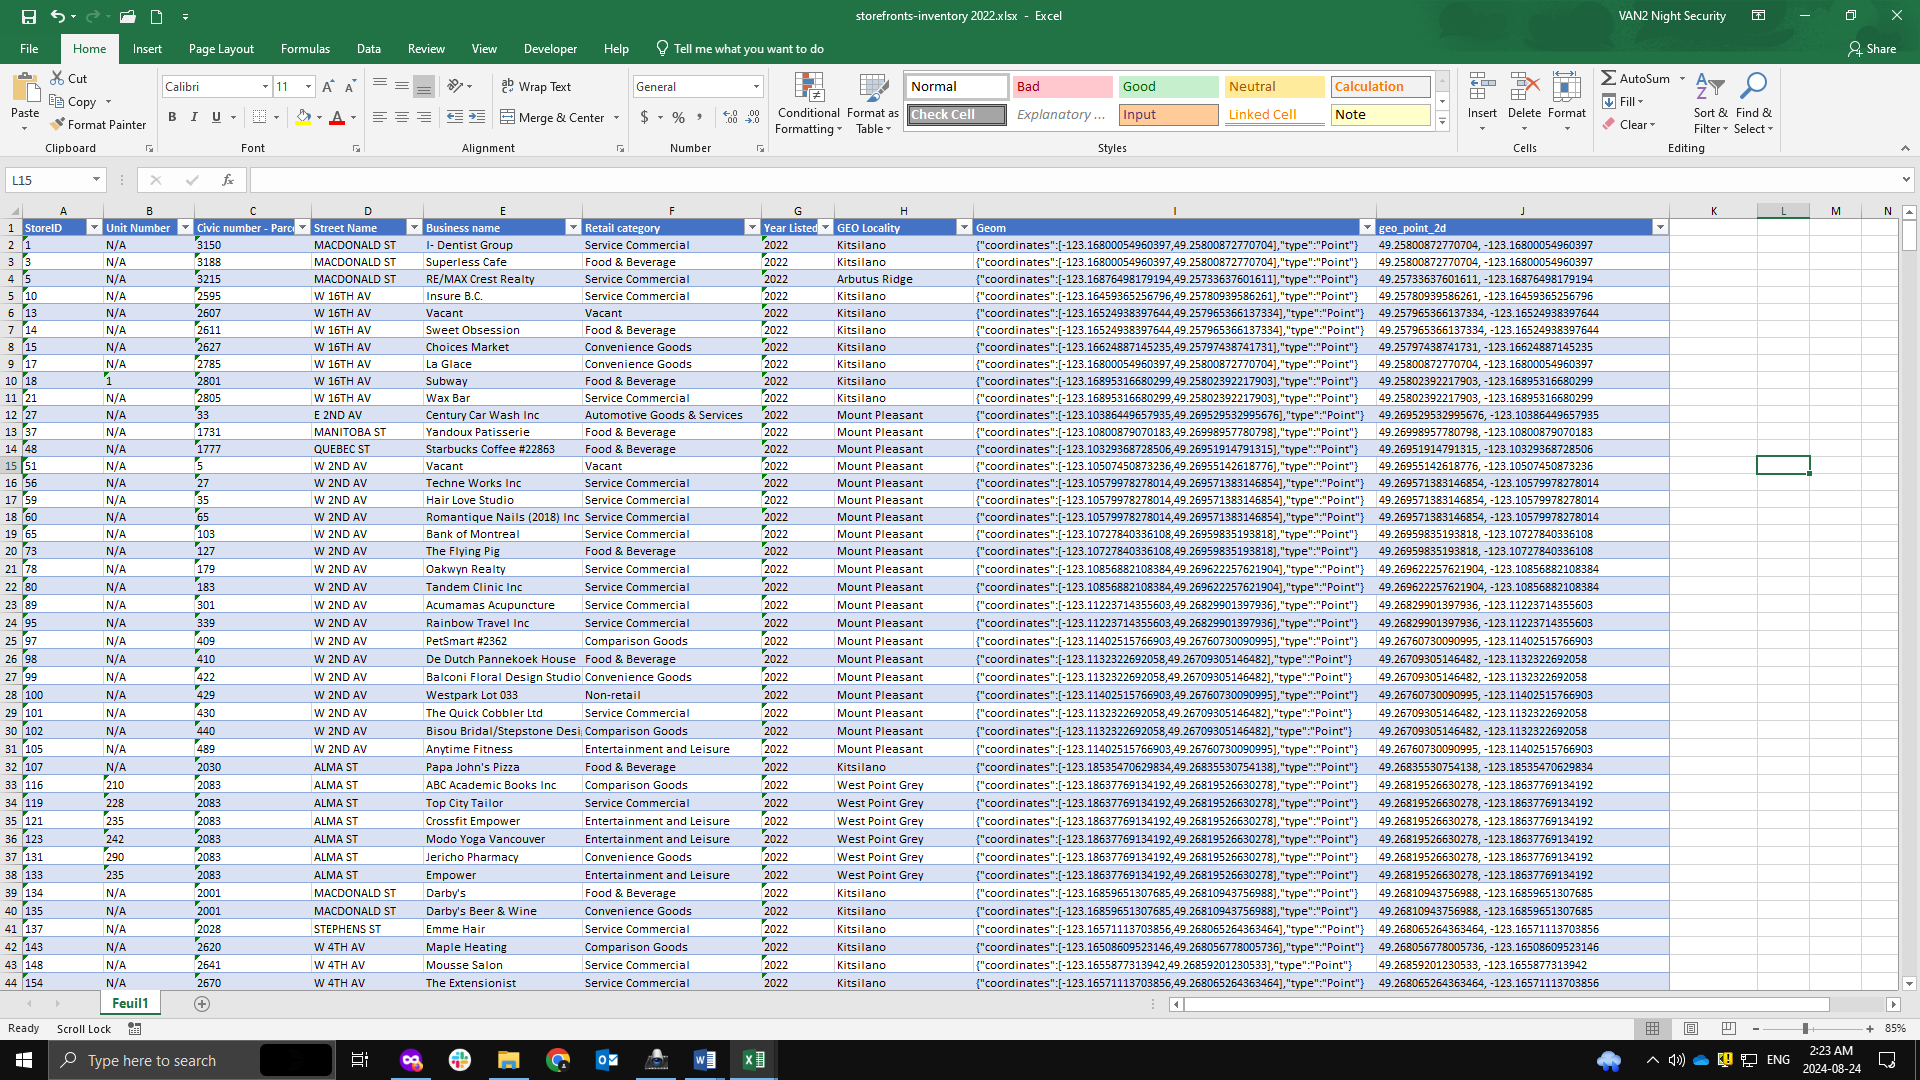 storefronts-inventory 2022.xlsx - Excel
VAN2 Night Security
File Home Insert Page Layout Formulas Data Review View Developer Help Tell me what you want to do Share
Paste Cut Copy Format Painter Clipboard
Calibri 11 B I U Font
Wrap Text Merge & Center Alignment
General $ % Number
Conditional Formatting Format as Table
Normal Bad Good Neutral Calculation
Check Cell Explanatory ... Input Linked Cell Note
Styles
Insert Delete Format Cells
AutoSum Fill Clear Sort & Filter Find & Select Editing
L15 fx
A B C D E F G H I J K L M N
1 StoreID Unit Number Civic number - Parce Street Name Business name Retail category Year Listed GEO Locality Geom geo_point_2d
2 1 N/A 3150 MACDONALD ST I- Dentist Group Service Commercial 2022 Kitsilano {"coordinates":[-123.16800054960397,49.25800872770704],"type":"Point"} 49.25800872770704, -123.16800054960397
3 3 N/A 3188 MACDONALD ST Superless Cafe Food & Beverage 2022 Kitsilano {"coordinates":[-123.16800054960397,49.25800872770704],"type":"Point"} 49.25800872770704, -123.16800054960397
4 5 N/A 3215 MACDONALD ST RE/MAX Crest Realty Service Commercial 2022 Arbutus Ridge {"coordinates":[-123.16876498179194,49.25733637601611],"type":"Point"} 49.25733637601611, -123.16876498179194
5 10 N/A 2595 W 16TH AV Insure B.C. Service Commercial 2022 Kitsilano {"coordinates":[-123.16459365256796,49.25780939586261],"type":"Point"} 49.25780939586261, -123.16459365256796
6 13 N/A 2607 W 16TH AV Vacant Vacant 2022 Kitsilano {"coordinates":[-123.16524938397644,49.257965366137334],"type":"Point"} 49.257965366137334, -123.16524938397644
7 14 N/A 2611 W 16TH AV Sweet Obsession Food & Beverage 2022 Kitsilano {"coordinates":[-123.16524938397644,49.257965366137334],"type":"Point"} 49.257965366137334, -123.16524938397644
8 15 N/A 2627 W 16TH AV Choices Market Convenience Goods 2022 Kitsilano {"coordinates":[-123.16624887145235,49.25797438741731],"type":"Point"} 49.25797438741731, -123.16624887145235
9 17 N/A 2785 W 16TH AV La Glace Convenience Goods 2022 Kitsilano {"coordinates":[-123.16800054960397,49.25800872770704],"type":"Point"} 49.25800872770704, -123.16800054960397
10 18 1 2801 W 16TH AV Subway Food & Beverage 2022 Kitsilano {"coordinates":[-123.16895316680299,49.25802392217903],"type":"Point"} 49.25802392217903, -123.16895316680299
11 21 N/A 2805 W 16TH AV Wax Bar Service Commercial 2022 Kitsilano {"coordinates":[-123.16895316680299,49.25802392217903],"type":"Point"} 49.25802392217903, -123.16895316680299
12 27 N/A 33 E 2ND AV Century Car Wash Inc Automotive Goods & Services 2022 Mount Pleasant {"coordinates":[-123.10386449657935,49.269529532995676],"type":"Point"} 49.269529532995676, -123.10386449657935
13 37 N/A 1731 MANITOBA ST Yandoux Patisserie Food & Beverage 2022 Mount Pleasant {"coordinates":[-123.10800879070183,49.26998957780798],"type":"Point"} 49.26998957780798, -123.10800879070183
14 48 N/A 1777 QUEBEC ST Starbucks Coffee #22863 Food & Beverage 2022 Mount Pleasant {"coordinates":[-123.10329368728506,49.26951914791315],"type":"Point"} 49.26951914791315, -123.10329368728506
15 51 N/A 5 W 2ND AV Vacant Vacant 2022 Mount Pleasant {"coordinates":[-123.10507450873236,49.26955142618776],"type":"Point"} 49.26955142618776, -123.10507450873236
16 56 N/A 27 W 2ND AV Techne Works Inc Service Commercial 2022 Mount Pleasant {"coordinates":[-123.10579978278014,49.269571383146854],"type":"Point"} 49.269571383146854, -123.10579978278014
17 59 N/A 35 W 2ND AV Hair Love Studio Service Commercial 2022 Mount Pleasant {"coordinates":[-123.10579978278014,49.269571383146854],"type":"Point"} 49.269571383146854, -123.10579978278014
18 60 N/A 65 W 2ND AV Romantique Nails (2018) Inc Service Commercial 2022 Mount Pleasant {"coordinates":[-123.10579978278014,49.269571383146854],"type":"Point"} 49.269571383146854, -123.10579978278014
19 65 N/A 103 W 2ND AV Bank of Montreal Service Commercial 2022 Mount Pleasant {"coordinates":[-123.10727840336108,49.26959835193818],"type":"Point"} 49.26959835193818, -123.10727840336108
20 73 N/A 127 W 2ND AV The Flying Pig Food & Beverage 2022 Mount Pleasant {"coordinates":[-123.10727840336108,49.26959835193818],"type":"Point"} 49.26959835193818, -123.10727840336108
21 78 N/A 179 W 2ND AV Oakwyn Realty Service Commercial 2022 Mount Pleasant {"coordinates":[-123.10856882108384,49.269622257621904],"type":"Point"} 49.269622257621904, -123.10856882108384
22 80 N/A 183 W 2ND AV Tandem Clinic Inc Service Commercial 2022 Mount Pleasant {"coordinates":[-123.10856882108384,49.269622257621904],"type":"Point"} 49.269622257621904, -123.10856882108384
23 89 N/A 301 W 2ND AV Acumamas Acupuncture Service Commercial 2022 Mount Pleasant {"coordinates":[-123.11223714355603,49.26829901397936],"type":"Point"} 49.26829901397936, -123.11223714355603
24 95 N/A 339 W 2ND AV Rainbow Travel Inc Service Commercial 2022 Mount Pleasant {"coordinates":[-123.11223714355603,49.26829901397936],"type":"Point"} 49.26829901397936, -123.11223714355603
25 97 N/A 409 W 2ND AV PetSmart #2362 Comparison Goods 2022 Mount Pleasant {"coordinates":[-123.11402515766903,49.26760730090995],"type":"Point"} 49.26760730090995, -123.11402515766903
26 98 N/A 410 W 2ND AV De Dutch Pannekoek House Food & Beverage 2022 Mount Pleasant {"coordinates":[-123.1132322692058,49.26709305146482],"type":"Point"} 49.26709305146482, -123.1132322692058
27 99 N/A 422 W 2ND AV Balconi Floral Design Studio Convenience Goods 2022 Mount Pleasant {"coordinates":[-123.1132322692058,49.26709305146482],"type":"Point"} 49.26709305146482, -123.1132322692058
28 100 N/A 429 W 2ND AV Westpark Lot 033 Non-retail 2022 Mount Pleasant {"coordinates":[-123.11402515766903,49.26760730090995],"type":"Point"} 49.26760730090995, -123.11402515766903
29 101 N/A 430 W 2ND AV The Quick Cobbler Ltd Service Commercial 2022 Mount Pleasant {"coordinates":[-123.1132322692058,49.26709305146482],"type":"Point"} 49.26709305146482, -123.1132322692058
30 102 N/A 440 W 2ND AV Bisou Bridal/Stepstone Desi Comparison Goods 2022 Mount Pleasant {"coordinates":[-123.1132322692058,49.26709305146482],"type":"Point"} 49.26709305146482, -123.1132322692058
31 105 N/A 489 W 2ND AV Anytime Fitness Entertainment and Leisure 2022 Mount Pleasant {"coordinates":[-123.11402515766903,49.26760730090995],"type":"Point"} 49.26760730090995, -123.11402515766903
32 107 N/A 2030 ALMA ST Papa John's Pizza Food & Beverage 2022 Kitsilano {"coordinates":[-123.18535470629834,49.26835530754138],"type":"Point"} 49.26835530754138, -123.18535470629834
33 116 210 2083 ALMA ST ABC Academic Books Inc Comparison Goods 2022 West Point Grey {"coordinates":[-123.18637769134192,49.26819526630278],"type":"Point"} 49.26819526630278, -123.18637769134192
34 119 228 2083 ALMA ST Top City Tailor Service Commercial 2022 West Point Grey {"coordinates":[-123.18637769134192,49.26819526630278],"type":"Point"} 49.26819526630278, -123.18637769134192
35 121 235 2083 ALMA ST Crossfit Empower Entertainment and Leisure 2022 West Point Grey {"coordinates":[-123.18637769134192,49.26819526630278],"type":"Point"} 49.26819526630278, -123.18637769134192
36 123 242 2083 ALMA ST Modo Yoga Vancouver Entertainment and Leisure 2022 West Point Grey {"coordinates":[-123.18637769134192,49.26819526630278],"type":"Point"} 49.26819526630278, -123.18637769134192
37 131 290 2083 ALMA ST Jericho Pharmacy Convenience Goods 2022 West Point Grey {"coordinates":[-123.18637769134192,49.26819526630278],"type":"Point"} 49.26819526630278, -123.18637769134192
38 133 235 2083 ALMA ST Empower Entertainment and Leisure 2022 West Point Grey {"coordinates":[-123.18637769134192,49.26819526630278],"type":"Point"} 49.26819526630278, -123.18637769134192
39 134 N/A 2001 MACDONALD ST Darby's Food & Beverage 2022 Kitsilano {"coordinates":[-123.16859651307685,49.26810943756988],"type":"Point"} 49.26810943756988, -123.16859651307685
40 135 N/A 2001 MACDONALD ST Darby's Beer & Wine Convenience Goods 2022 Kitsilano {"coordinates":[-123.16859651307685,49.26810943756988],"type":"Point"} 49.26810943756988, -123.16859651307685
41 137 N/A 2028 STEPHENS ST Emme Hair Service Commercial 2022 Kitsilano {"coordinates":[-123.16571113703856,49.268065264363464],"type":"Point"} 49.268065264363464, -123.16571113703856
42 143 N/A 2620 W 4TH AV Maple Heating Comparison Goods 2022 Kitsilano {"coordinates":[-123.16508609523146,49.268056778005736],"type":"Point"} 49.268056778005736, -123.16508609523146
43 148 N/A 2641 W 4TH AV Mousse Salon Service Commercial 2022 Kitsilano {"coordinates":[-123.1655877313942,49.26859201230533],"type":"Point"} 49.26859201230533, -123.1655877313942
44 154 N/A 2670 W 4TH AV The Extensionist Service Commercial 2022 Kitsilano {"coordinates":[-123.16571113703856,49.268065264363464],"type":"Point"} 49.268065264363464, -123.16571113703856
Feuil1
Ready Scroll Lock 85%
Type here to search ENG 2:23 AM
2024-08-24